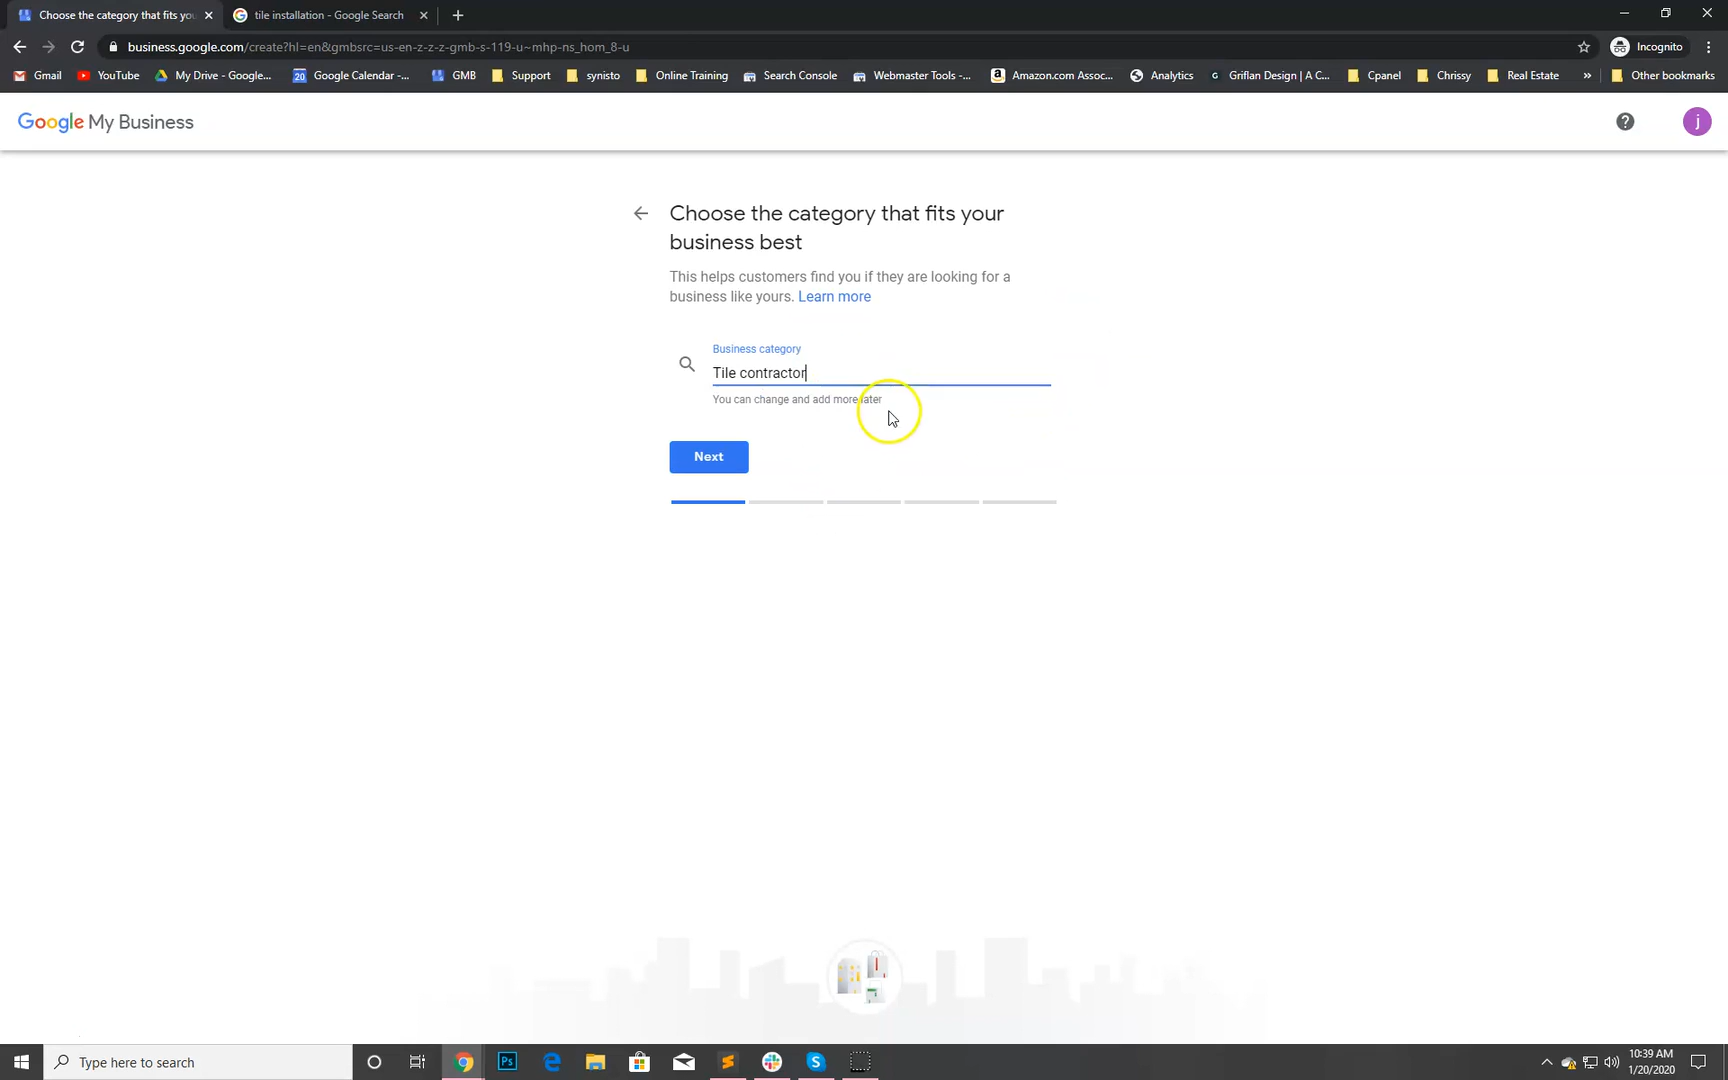 Choose the category that fits you
tile installation - Google Search
business.google.com/create?hl=en&gmbsrc=us-en-z-z-z-gmb-s-119-u~mhp-ns_hom_8-u
Incognito
Gmail
YouTube
My Drive - Google...
Google Calendar -...
GMB
Support
synisto
Online Training
Search Console
Webmaster Tools -...
Amazon.com Assoc...
Analytics
Griflan Design | A C...
Cpanel
Chrissy
Real Estate
»
Other bookmarks
Google My Business
j
Choose the category that fits your
business best
This helps customers find you if they are looking for a
business like yours. Learn more
Business category
Tile contractor
You can change and add more later
Next
Type here to search
10:39 AM
1/20/2020